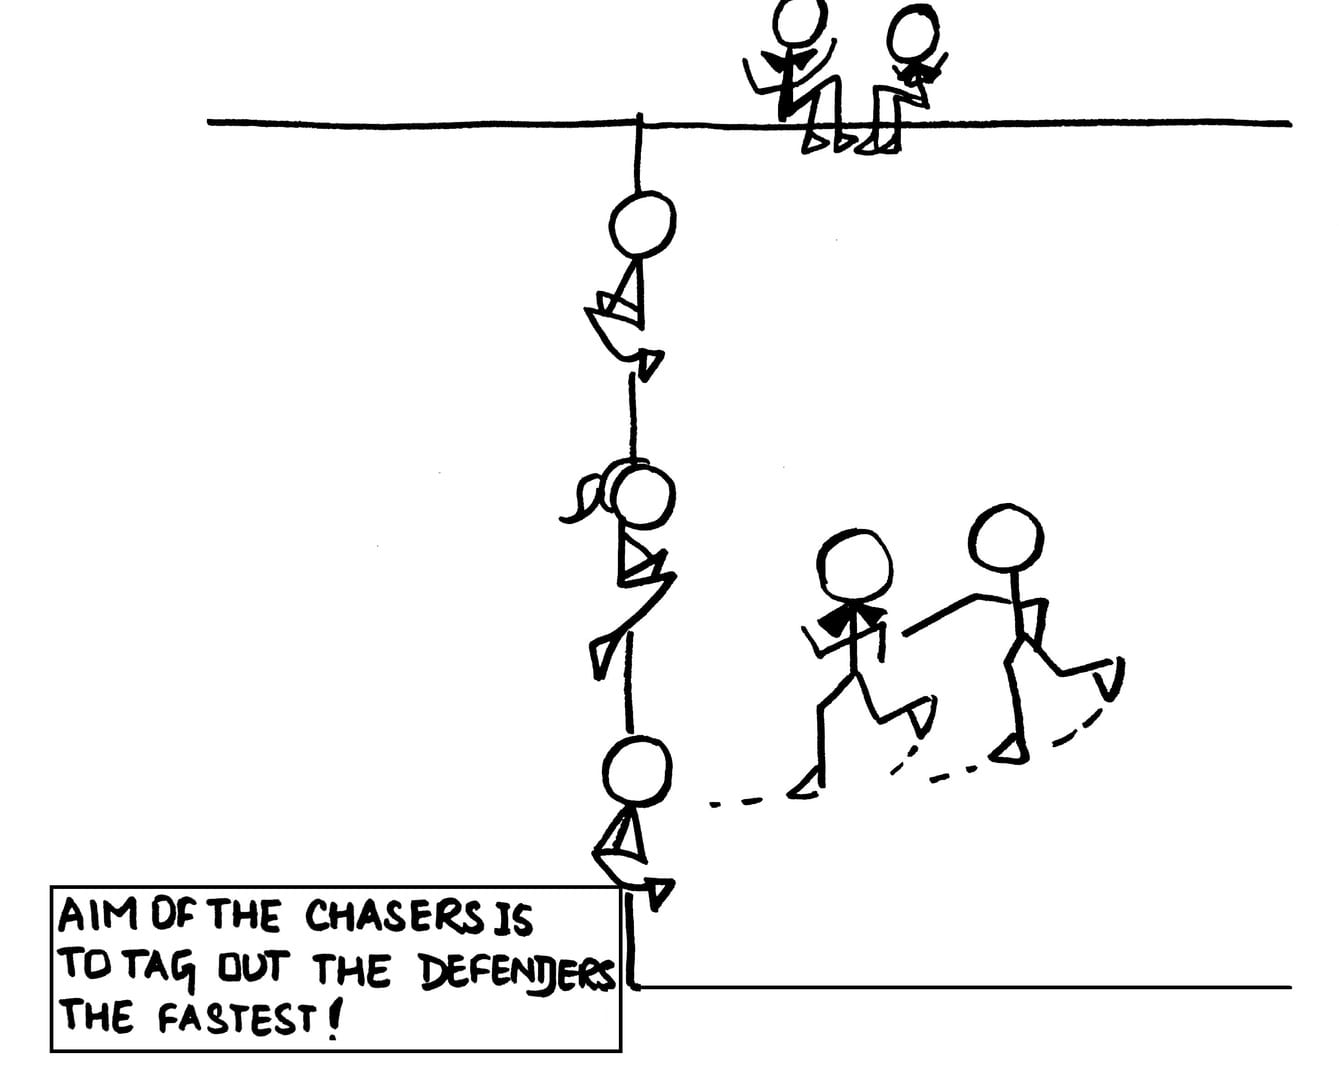 AIM OF THE CHASERS IS
TO TAG OUT THE DEFENDERS
THE FASTEST!